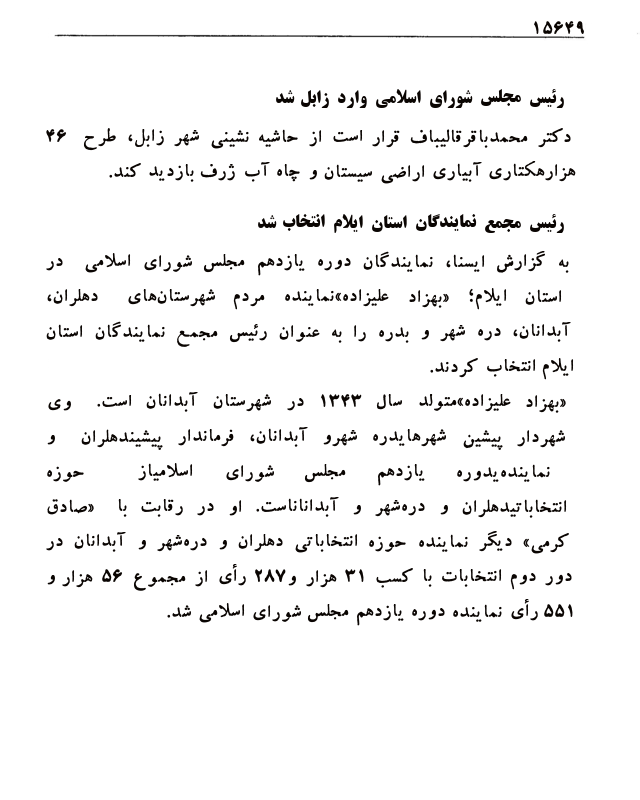 ۱۵۶۴۹
رئیس مجلس شورای اسلامی وارد زابل شد
دکتر محمدباقرقالیباف قرار است از حاشیه نشینی شهر زابل، طرح ۴۶
هزارهکتاری آبیاری اراضی سیستان و چاه آب ژرف بازدید کند.
رئیس مجمع نمایندگان استان ایلام انتخاب شد
به گزارش ایسنا، نمایندگان دوره یازدهم مجلس شورای اسلامی در
استان ایلام؛ «بهزاد علیزاده»نماینده مردم شهرستان‌های دهلران،
آبدانان، دره شهر و بدره را به عنوان رئیس مجمع نمایندگان استان
ایلام انتخاب کردند.
«بهزاد علیزاده»متولد سال ۱۳۴۳ در شهرستان آبدانان است. وی
شهردار پیشین شهرهایدره شهرو آبدانان، فرماندار پیشیندهلران و
نماینده‌یدوره یازدهم مجلس شورای اسلامیاز حوزه
انتخاباتیدهلران و دره‌شهر و آبداناناست. او در رقابت با «صادق
کرمی» دیگر نماینده حوزه انتخاباتی دهلران و دره‌شهر و آبدانان در
دور دوم انتخابات با کسب ۳۱ هزار و۲۸۷ رأی از مجموع ۵۶ هزار و
۵۵۱ رأی نماینده دوره یازدهم مجلس شورای اسلامی شد.